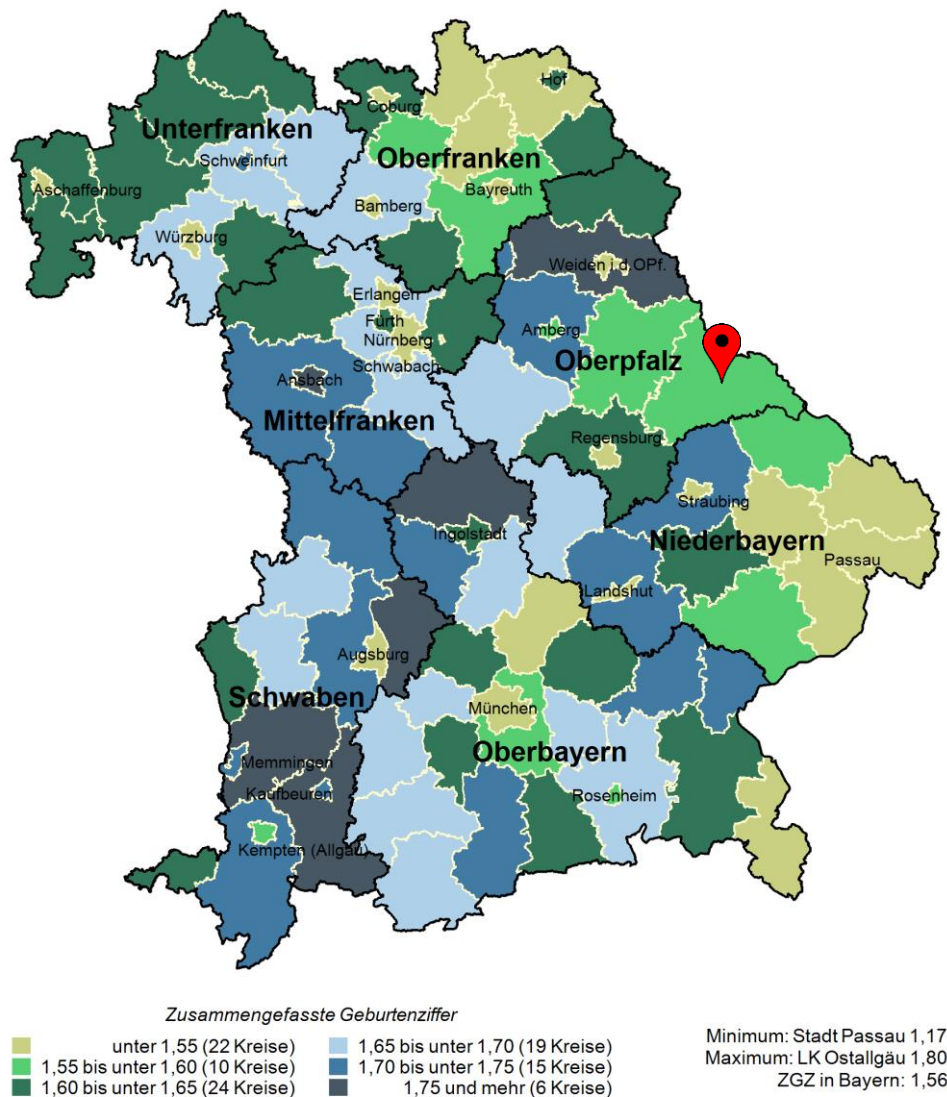 Hof
Coburg
Unterfranken
Oberfranken
Schweinfurt
Aschaffenburg
Bayreuth
Bamberg
Würzburg
Weiden i.d.OPf.
Erlangen
Fürth
Amberg
Nürnberg
Oberpfalz
Schwabach
Ansbach
Mittelfranken
Regensburg
Straubing
Ingolstadt
Niederbayern
Passau
Landshut
Augsburg
Schwaben
München
Oberbayern
Memmingen
Kaufbeuren
Rosenheim
Kempten (Allgäu)
Zusammengefasste Geburtenziffer
unter 1,55 (22 Kreise)
1,55 bis unter 1,60 (10 Kreise)
1,60 bis unter 1,65 (24 Kreise)
1,65 bis unter 1,70 (19 Kreise)
1,70 bis unter 1,75 (15 Kreise)
1,75 und mehr (6 Kreise)
Minimum: Stadt Passau 1,17
Maximum: LK Ostallgäu 1,80
ZGZ in Bayern: 1,56